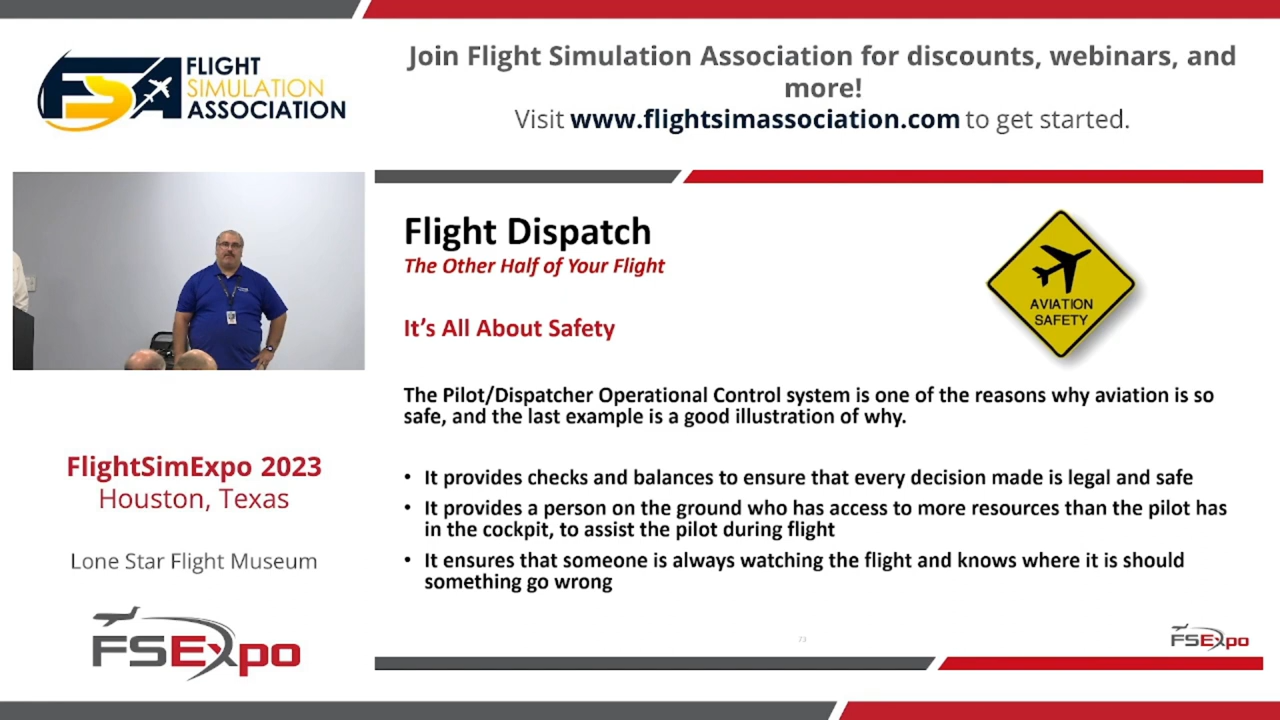 FLIGHT
SIMULATION
ASSOCIATION
FSA
Join Flight Simulation Association for discounts, webinars, and
more!
Visit www.flightsimassociation.com to get started.
Flight Dispatch
The Other Half of Your Flight
It's All About Safety
AVIATION
SAFETY
The Pilot/Dispatcher Operational Control system is one of the reasons why aviation is so
safe, and the last example is a good illustration of why.
• It provides checks and balances to ensure that every decision made is legal and safe
• It provides a person on the ground who has access to more resources than the pilot has
in the cockpit, to assist the pilot during flight
• It ensures that someone is always watching the flight and knows where it is should
something go wrong
73
FSExpo
FlightSimExpo 2023
Houston, Texas
Lone Star Flight Museum
FSExpo